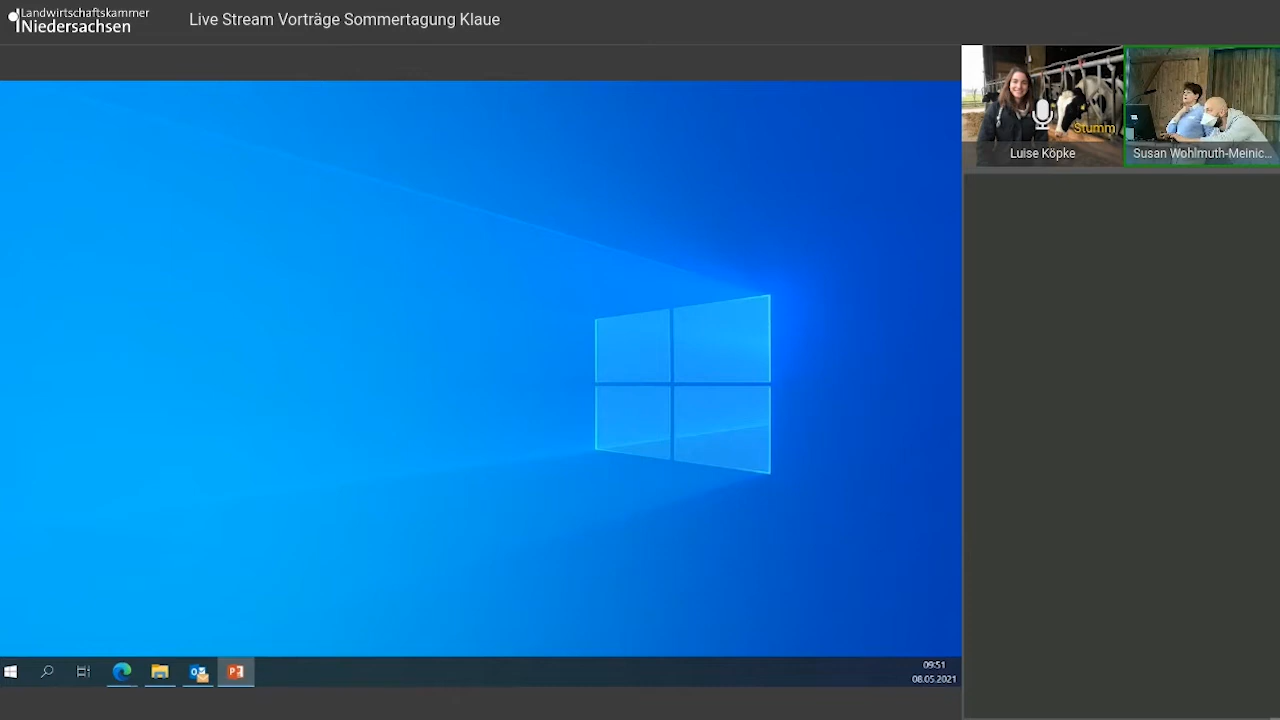 Landwirtschaftskammer
Niedersachsen
Live Stream Vorträge Sommertagung Klaue
Stumm
Luise Köpke
Susan Wohlmuth-Meinic...
09:51
08.05.2021